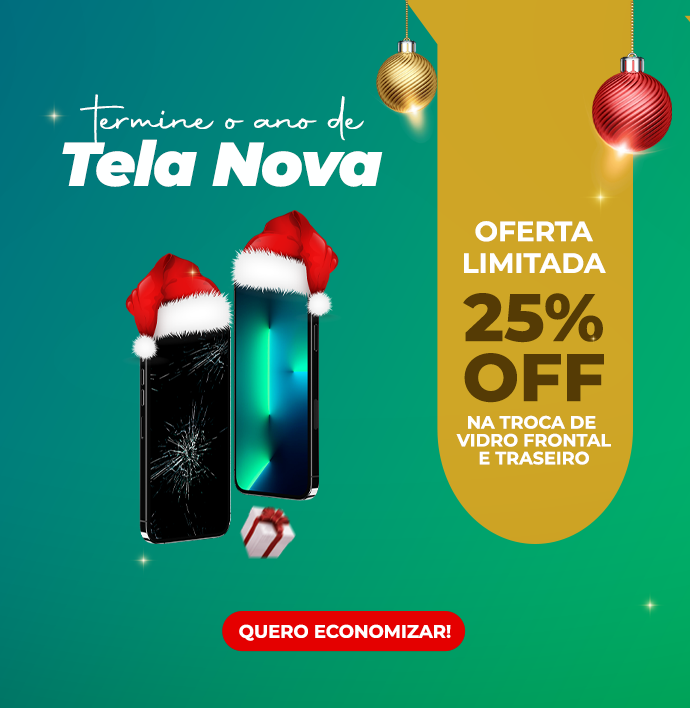 termine o ano de
Tela Nova
OFERTA
LIMITADA
25%
OFF
NA TROCA DE
VIDRO FRONTAL
E TRASEIRO
QUERO ECONOMIZAR!